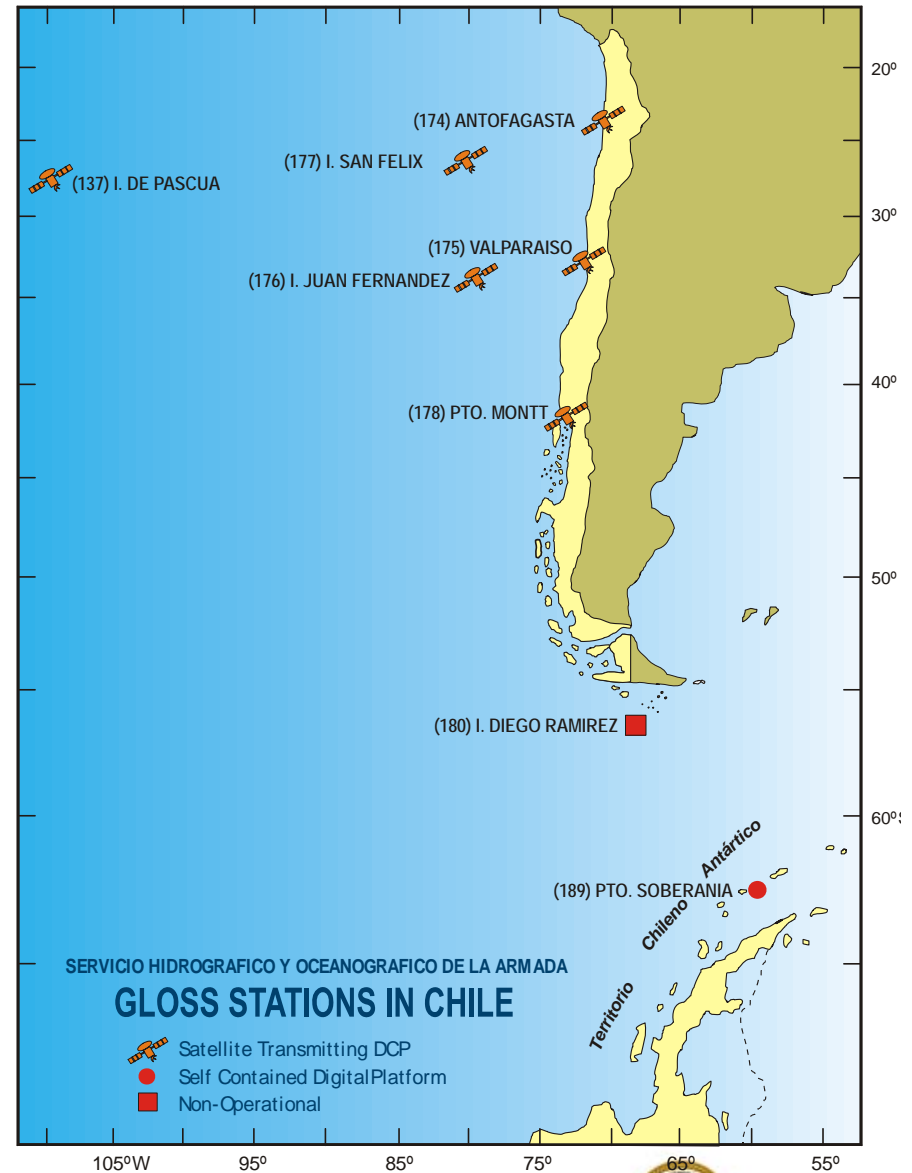 20º
(174) ANTOFAGASTA
(177) I. SAN FELIX
(137) I. DE PASCUA
30º
(175) VALPARAISO
(176) I. JUAN FERNANDEZ
40º
(178) PTO. MONTT
50º
(180) I. DIEGO RAMIREZ
60ºS
Territorio Chileno Antártico
(189) PTO. SOBERANIA
SERVICIO HIDROGRAFICO Y OCEANOGRAFICO DE LA ARMADA
GLOSS STATIONS IN CHILE
Satellite Transmitting DCP
Self Contained DigitalPlatform
Non-Operational
105ºW 95º 85º 75º 65º 55º